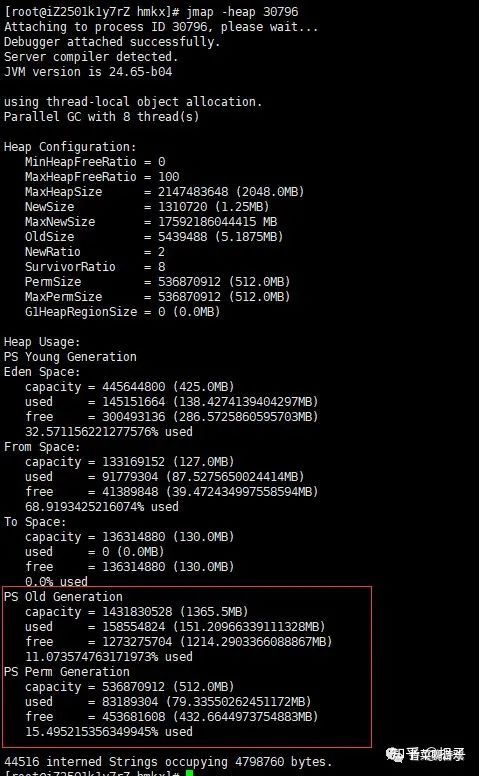 [root@iZ2501k1y7rZ hmkx]# jmap -heap 30796
Attaching to process ID 30796, please wait...
Debugger attached successfully.
Server compiler detected.
JVM version is 24.65-b04
using thread-local object allocation.
Parallel GC with 8 thread(s)
Heap Configuration:
MinHeapFreeRatio = 0
MaxHeapFreeRatio = 100
MaxHeapSize = 2147483648 (2048.0MB)
NewSize = 1310720 (1.25MB)
MaxNewSize = 17592186044415 MB
OldSize = 5439488 (5.1875MB)
NewRatio = 2
SurvivorRatio = 8
PermSize = 536870912 (512.0MB)
MaxPermSize = 536870912 (512.0MB)
G1HeapRegionSize = 0 (0.0MB)
Heap Usage:
PS Young Generation
Eden Space:
capacity = 445644800 (425.0MB)
used = 145151664 (138.4274139404297MB)
free = 300493136 (286.5725860595703MB)
32.571156221277576% used
From Space:
capacity = 133169152 (127.0MB)
used = 91779304 (87.5275650024414MB)
free = 41389848 (39.472434997558594MB)
68.9193425216074% used
To Space:
capacity = 136314880 (130.0MB)
used = 0 (0.0MB)
free = 136314880 (130.0MB)
0.0% used
PS Old Generation
capacity = 1431830528 (1365.5MB)
used = 158554824 (151.20966339111328MB)
free = 1273275704 (1214.2903366088867MB)
11.073574763171973% used
PS Perm Generation
capacity = 536870912 (512.0MB)
used = 83189304 (79.33550262451172MB)
free = 453681608 (432.6644973754883MB)
15.495215356349945% used
44516 interned Strings occupying 4798760 bytes.
[root@iZ2501k1y7rZ hmkx]#